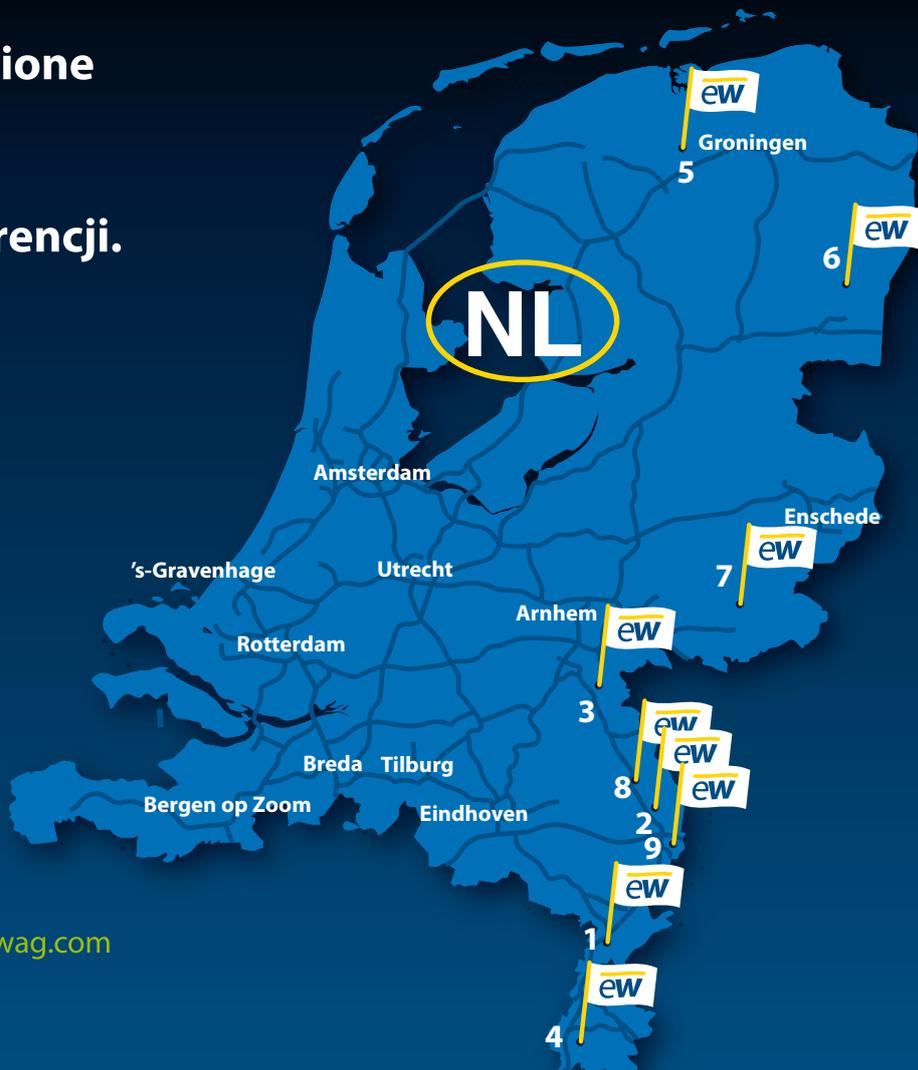 ione
rencji.
ew
Groningen
5
ew
6
NL
Amsterdam
Enschede
ew
7
's-Gravenhage
Utrecht
Arnhem
ew
Rotterdam
3
ew
ew
ew
8
2
9
Breda Tilburg
Bergen op Zoom
Eindhoven
ew
1
wag.com
ew
4